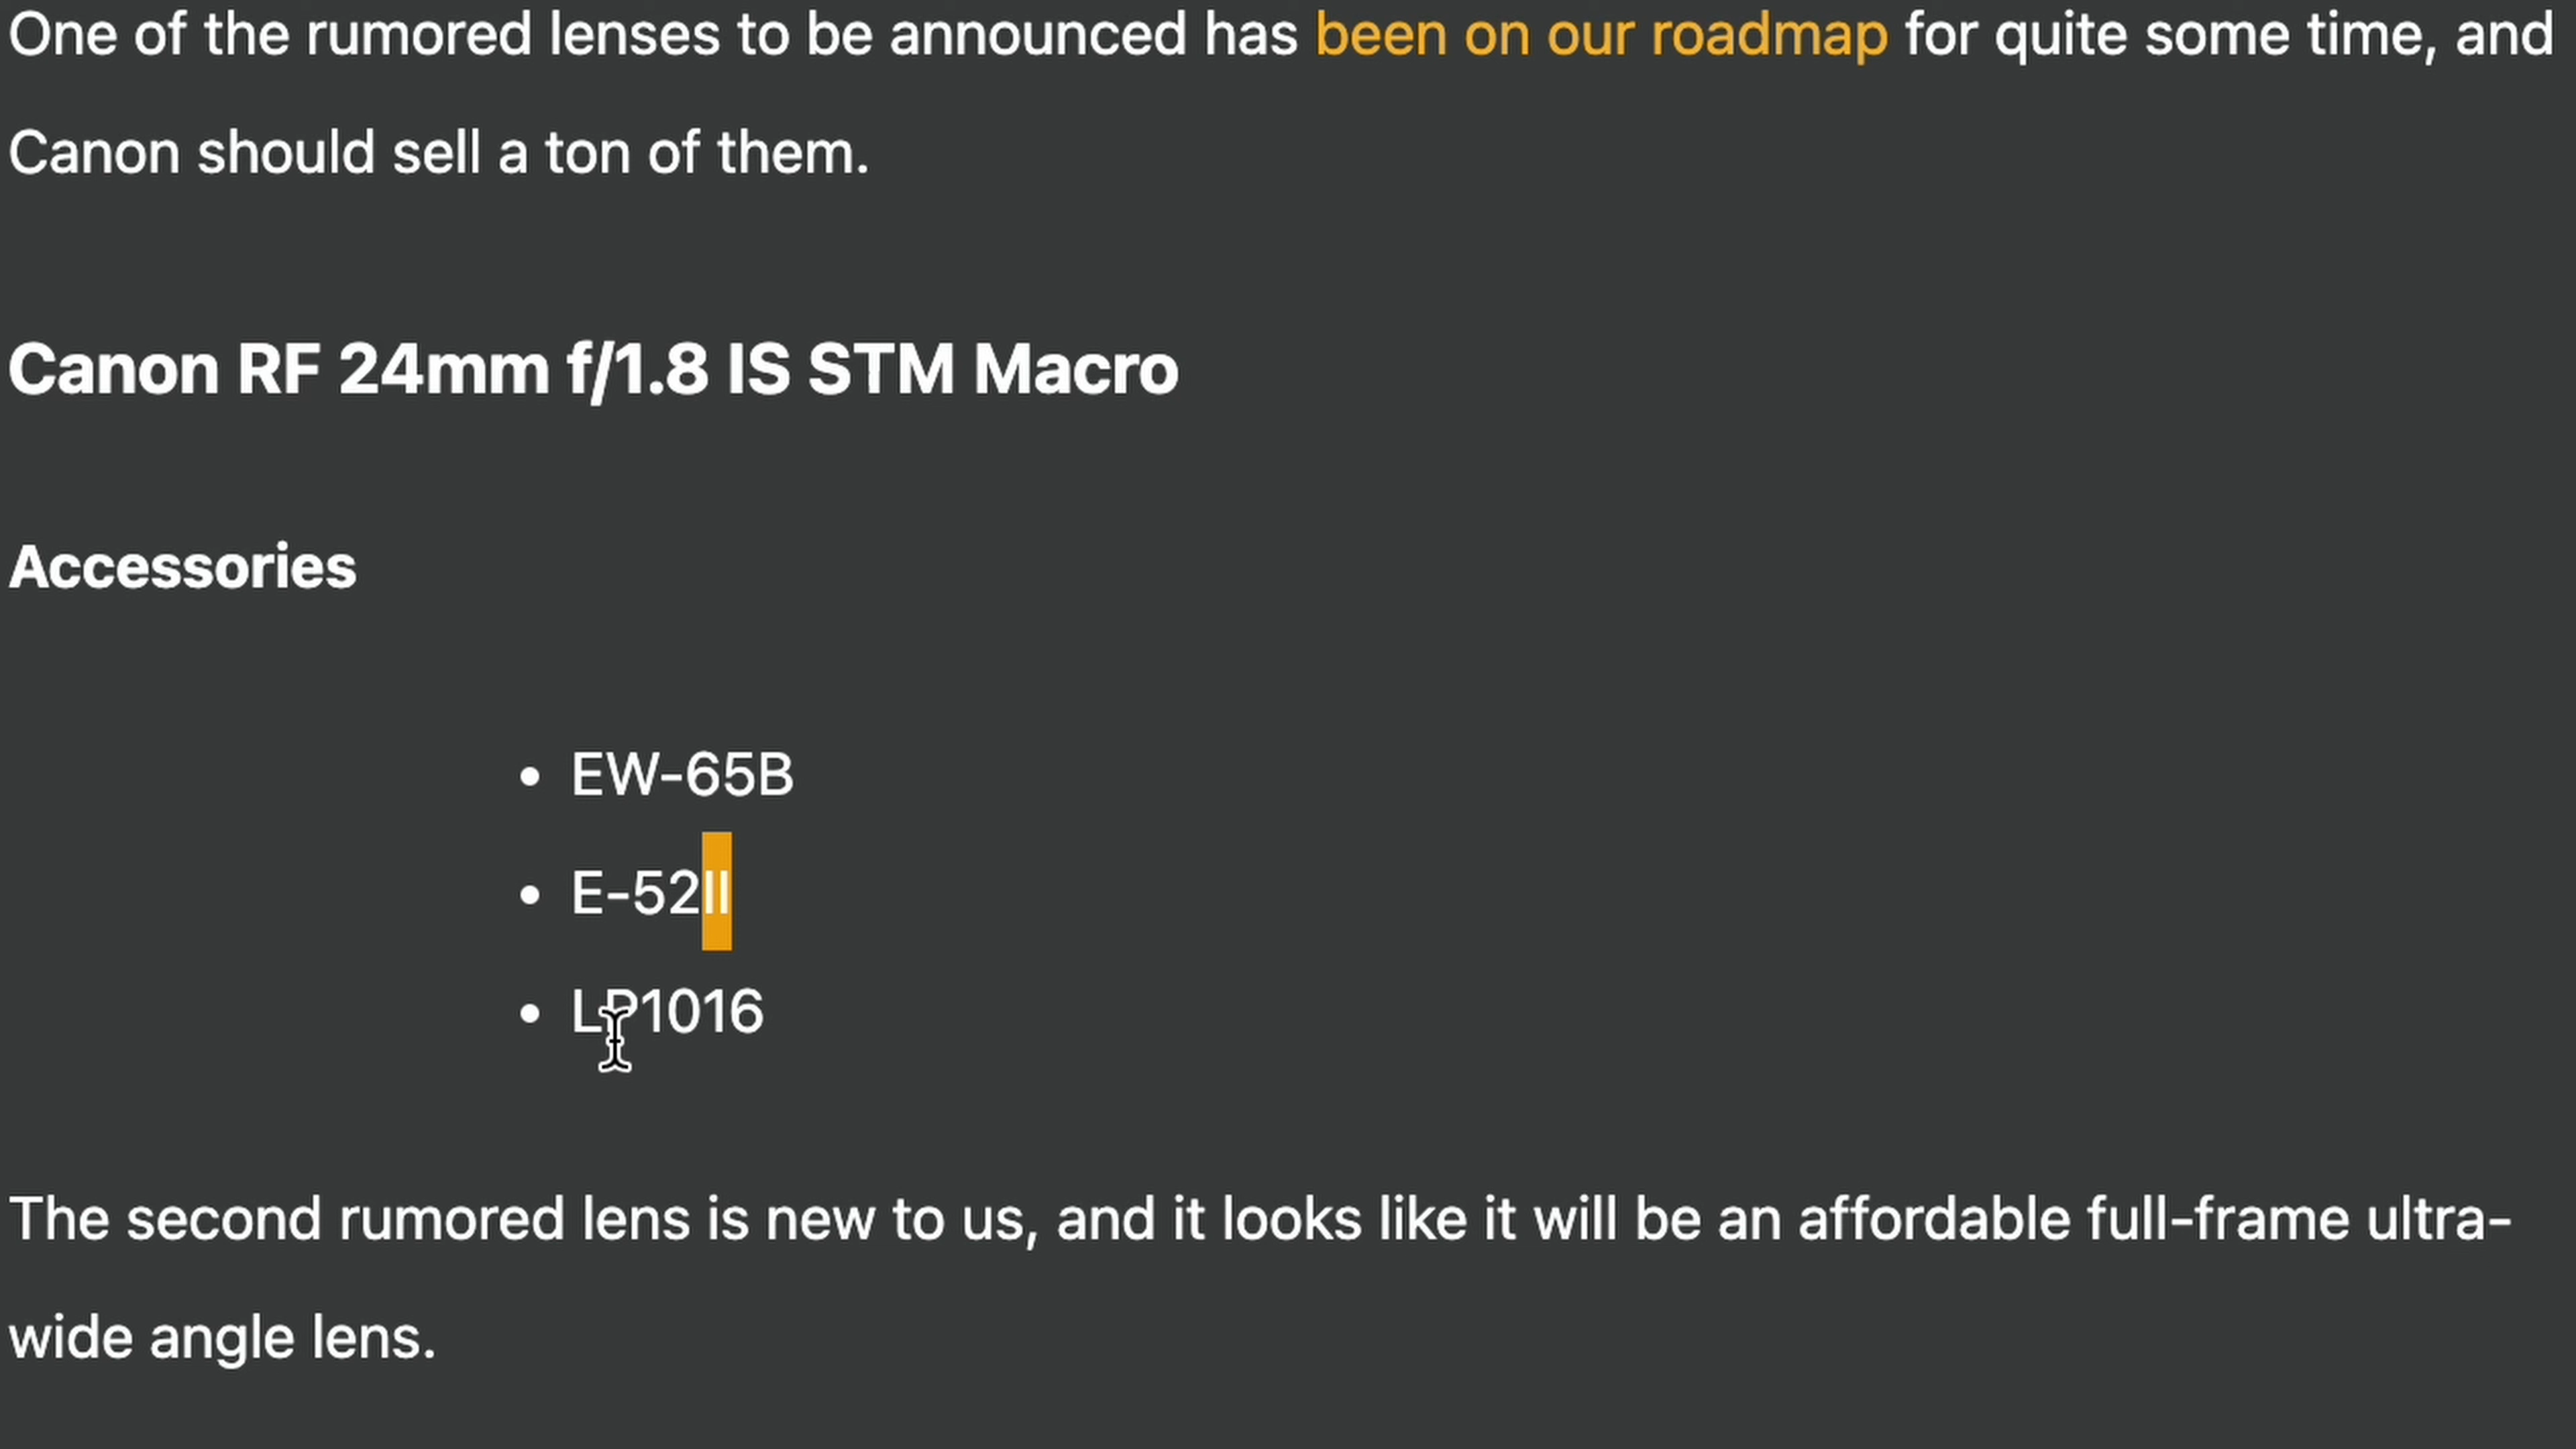 One of the rumored lenses to be announced has been on our roadmap for quite some time, and
Canon should sell a ton of them.
Canon RF 24mm f/1.8 IS STM Macro
Accessories
• EW-65B
• E-52II
• LP1016
The second rumored lens is new to us, and it looks like it will be an affordable full-frame ultra-
wide angle lens.